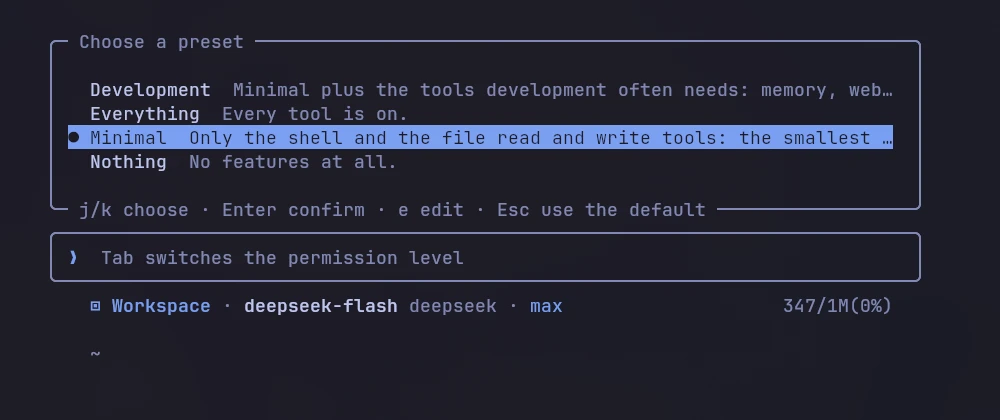 Choose a preset
Development  Minimal plus the tools development often needs: memory, web…
Everything  Every tool is on.
● Minimal  Only the shell and the file read and write tools: the smallest …
Nothing  No features at all.
j/k choose · Enter confirm · e edit · Esc use the default
❫ Tab switches the permission level
▣ Workspace · deepseek-flash deepseek · max 347/1M(0%)
~